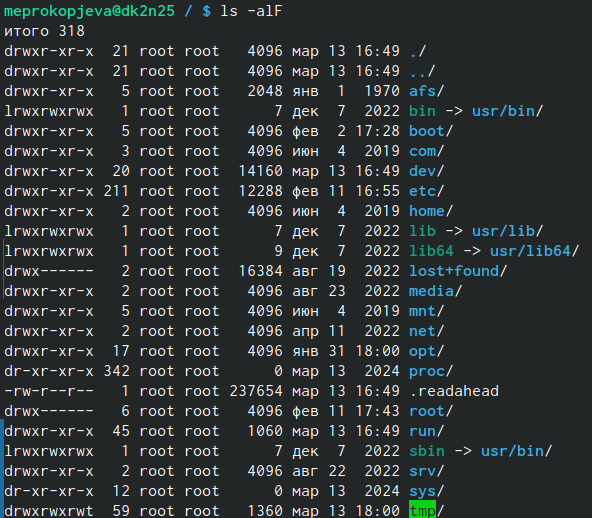 meprokopjeva@dk2n25 / $ ls -alF
итого 318
drwxr-xr-x  21 root root   4096 мар 13 16:49 ./
drwxr-xr-x  21 root root   4096 мар 13 16:49 ../
drwxr-xr-x   5 root root   2048 янв  1  1970 afs/
lrwxrwxrwx   1 root root      7 дек  7  2022 bin -> usr/bin/
drwxr-xr-x   5 root root   4096 фев  2 17:28 boot/
drwxr-xr-x   3 root root   4096 июн  4  2019 com/
drwxr-xr-x  20 root root  14160 мар 13 16:49 dev/
drwxr-xr-x 211 root root  12288 фев 11 16:55 etc/
drwxr-xr-x   2 root root   4096 июн  4  2019 home/
lrwxrwxrwx   1 root root      7 дек  7  2022 lib -> usr/lib/
lrwxrwxrwx   1 root root      9 дек  7  2022 lib64 -> usr/lib64/
drwx------   2 root root  16384 авг 19  2022 lost+found/
drwxr-xr-x   2 root root   4096 авг 23  2022 media/
drwxr-xr-x   5 root root   4096 июн  4  2019 mnt/
drwxr-xr-x   2 root root   4096 апр 11  2022 net/
drwxr-xr-x  17 root root   4096 янв 31 18:00 opt/
dr-xr-xr-x 342 root root      0 мар 13  2024 proc/
-rw-r--r--   1 root root 237654 мар 13 16:49 .readahead
drwx------   6 root root   4096 фев 11 17:43 root/
drwxr-xr-x  45 root root   1060 мар 13 16:49 run/
lrwxrwxrwx   1 root root      7 дек  7  2022 sbin -> usr/bin/
drwxr-xr-x   2 root root   4096 авг 22  2022 srv/
dr-xr-xr-x  12 root root      0 мар 13  2024 sys/
drwxrwxrwt  59 root root   1360 мар 13 18:00 tmp/